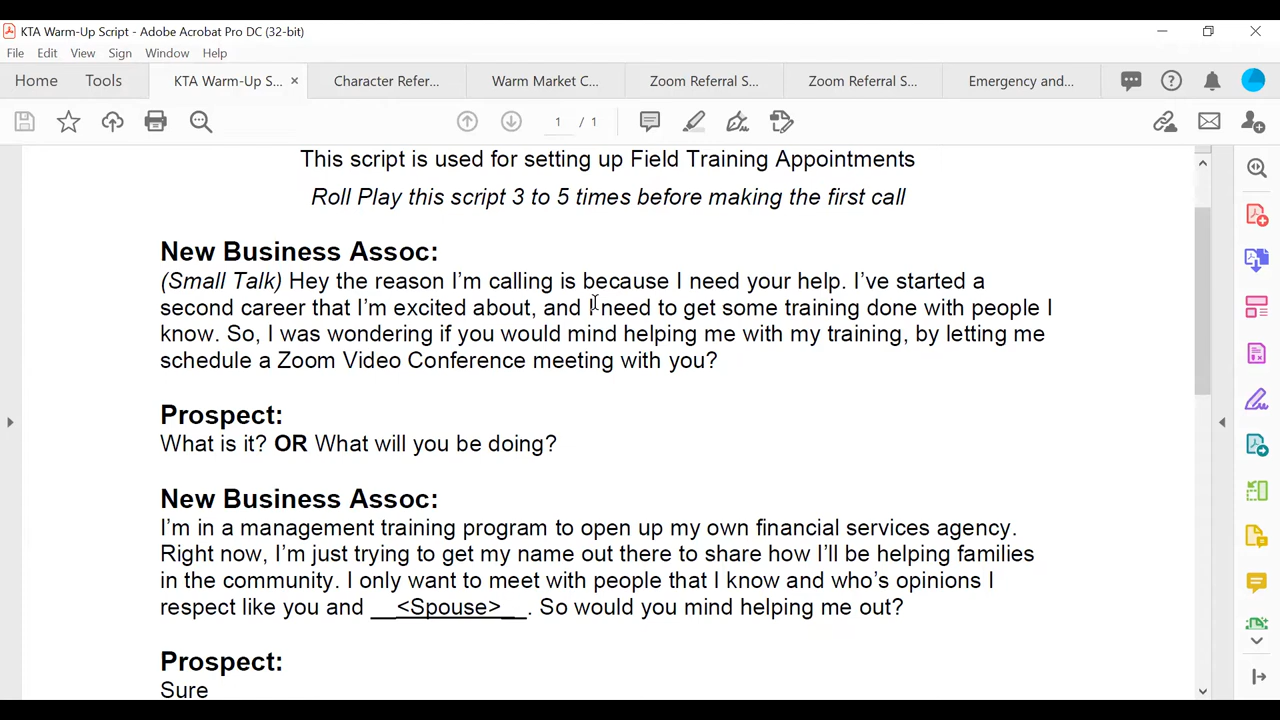 KTA Warm-Up Script - Adobe Acrobat Pro DC (32-bit)
File Edit View Sign Window Help
Home Tools KTA Warm-Up S... × Character Refer... Warm Market C... Zoom Referral S... Zoom Referral S... Emergency and...
1 / 1
This script is used for setting up Field Training Appointments
Roll Play this script 3 to 5 times before making the first call
New Business Assoc:
(Small Talk) Hey the reason I'm calling is because I need your help. I've started a
second career that I'm excited about, and I need to get some training done with people I
know. So, I was wondering if you would mind helping me with my training, by letting me
schedule a Zoom Video Conference meeting with you?
Prospect:
What is it? OR What will you be doing?
New Business Assoc:
I'm in a management training program to open up my own financial services agency.
Right now, I'm just trying to get my name out there to share how I'll be helping families
in the community. I only want to meet with people that I know and who's opinions I
respect like you and __<Spouse>_ _. So would you mind helping me out?
Prospect:
Sure